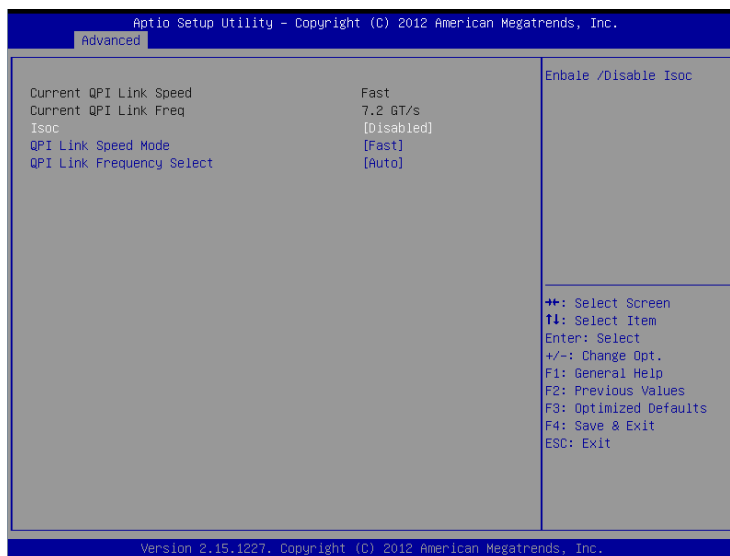 Aptio Setup Utility – Copyright (C) 2012 American Megatrends, Inc.
Advanced
Current QPI Link Speed Fast
Current QPI Link Freq 7.2 GT/s
Isoc [Disabled]
QPI Link Speed Mode [Fast]
QPI Link Frequency Select [Auto]
Enbale /Disable Isoc
→←: Select Screen
↑↓: Select Item
Enter: Select
+/-: Change Opt.
F1: General Help
F2: Previous Values
F3: Optimized Defaults
F4: Save & Exit
ESC: Exit
Version 2.15.1227. Copyright (C) 2012 American Megatrends, Inc.